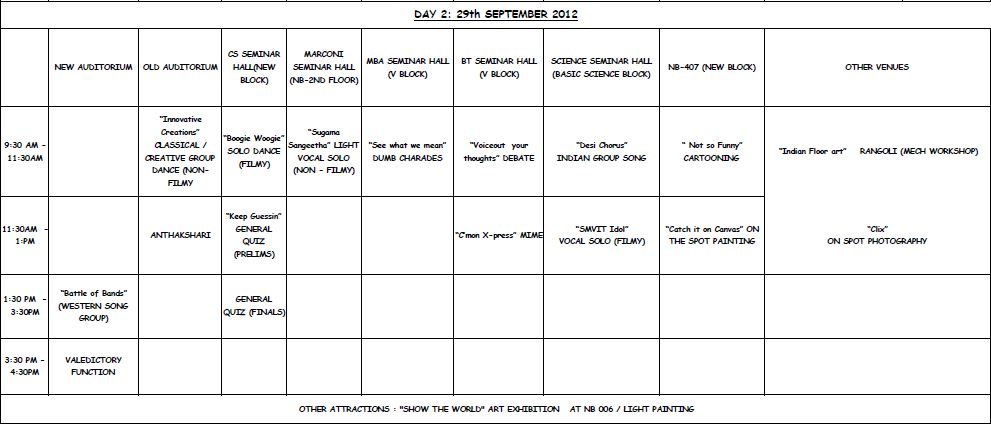 DAY 2: 29th SEPTEMBER 2012
NEW AUDITORIUM
OLD AUDITORIUM
CS SEMINAR
HALL(NEW
BLOCK)
MARCONI
SEMINAR HALL
(NB-2ND FLOOR)
MBA SEMINAR HALL
(V BLOCK)
BT SEMINAR HALL
(V BLOCK)
SCIENCE SEMINAR HALL
(BASIC SCIENCE BLOCK)
NB-407 (NEW BLOCK)
OTHER VENUES
9:30 AM -
11:30AM
"Innovative
Creations"
CLASSICAL /
CREATIVE GROUP
DANCE (NON-
FILMY
"Boogie Woogie"
SOLO DANCE
(FILMY)
"Sugama
Sangeetha" LIGHT
VOCAL SOLO
(NON - FILMY)
"See what we mean"
DUMB CHARADES
"Voiceout your
thoughts" DEBATE
"Desi Chorus"
INDIAN GROUP SONG
" Not so Funny"
CARTOONING
"Indian Floor art" RANGOLI (MECH WORKSHOP)
11:30AM -
1:PM
ANTHAKSHARI
"Keep Guessin"
GENERAL
QUIZ
(PRELIMS)
"C'mon X-press" MIME
"SMVIT Idol"
VOCAL SOLO (FILMY)
"Catch it on Canvas" ON
THE SPOT PAINTING
"Clix"
ON SPOT PHOTOGRAPHY
1:30 PM -
3:30PM
"Battle of Bands"
(WESTERN SONG
GROUP)
GENERAL
QUIZ (FINALS)
3:30 PM -
4:30PM
VALEDICTORY
FUNCTION
OTHER ATTRACTIONS : "SHOW THE WORLD" ART EXHIBITION AT NB 006 / LIGHT PAINTING